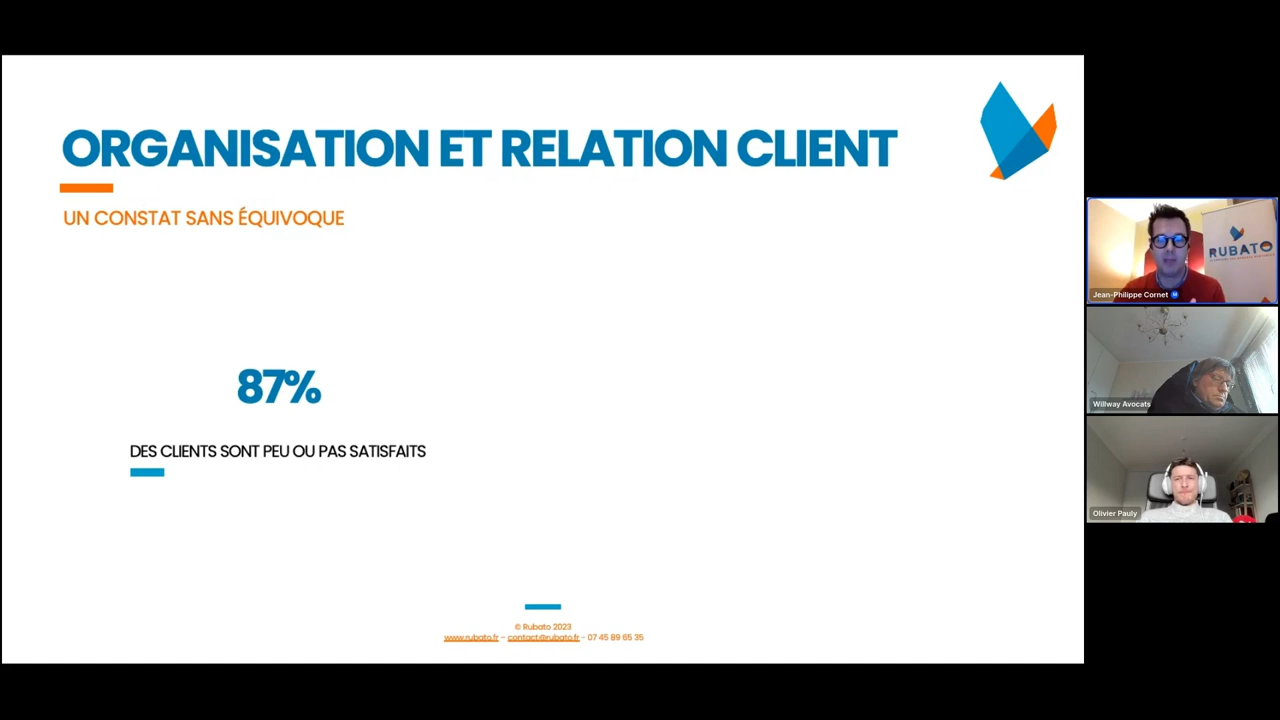 ORGANISATION ET RELATION CLIENT
UN CONSTAT SANS ÉQUIVOQUE
87%
DES CLIENTS SONT PEU OU PAS SATISFAITS
© Rubato 2023
www.rubato.fr – contact@rubato.fr – 07 45 89 65 35
RUBATO
Jean-Philippe Cornet
Willway Avocats
Olivier Pauly